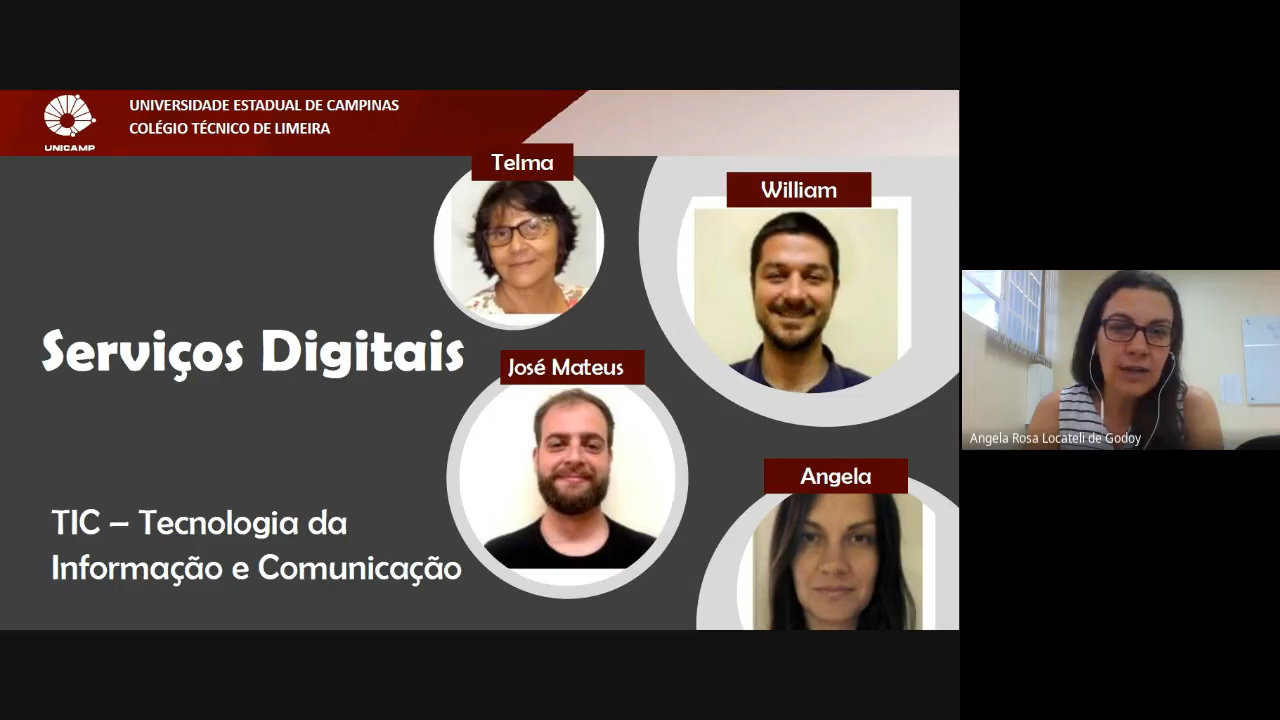 UNIVERSIDADE ESTADUAL DE CAMPINAS
COLÉGIO TÉCNICO DE LIMEIRA
UNICAMP
Telma
William
Serviços Digitais
José Mateus
Angela
TIC – Tecnologia da
Informação e Comunicação
Angela Rosa Locateli de Godoy